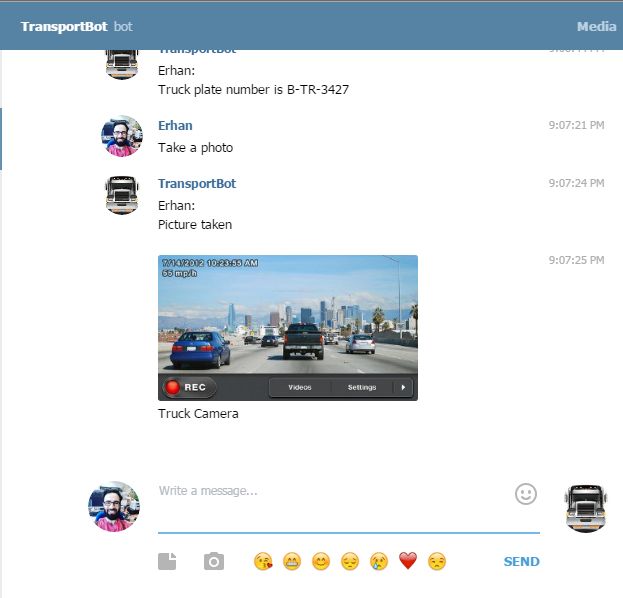 TransportBot bot
Media
TransportBot
Erhan:
Truck plate number is B-TR-3427
Erhan
9:07:21 PM
Take a photo
TransportBot
9:07:24 PM
Erhan:
Picture taken
9:07:25 PM
7/14/2012 10:23:55 AM
65 mp/h
REC
Videos
Settings
Truck Camera
Write a message...
SEND